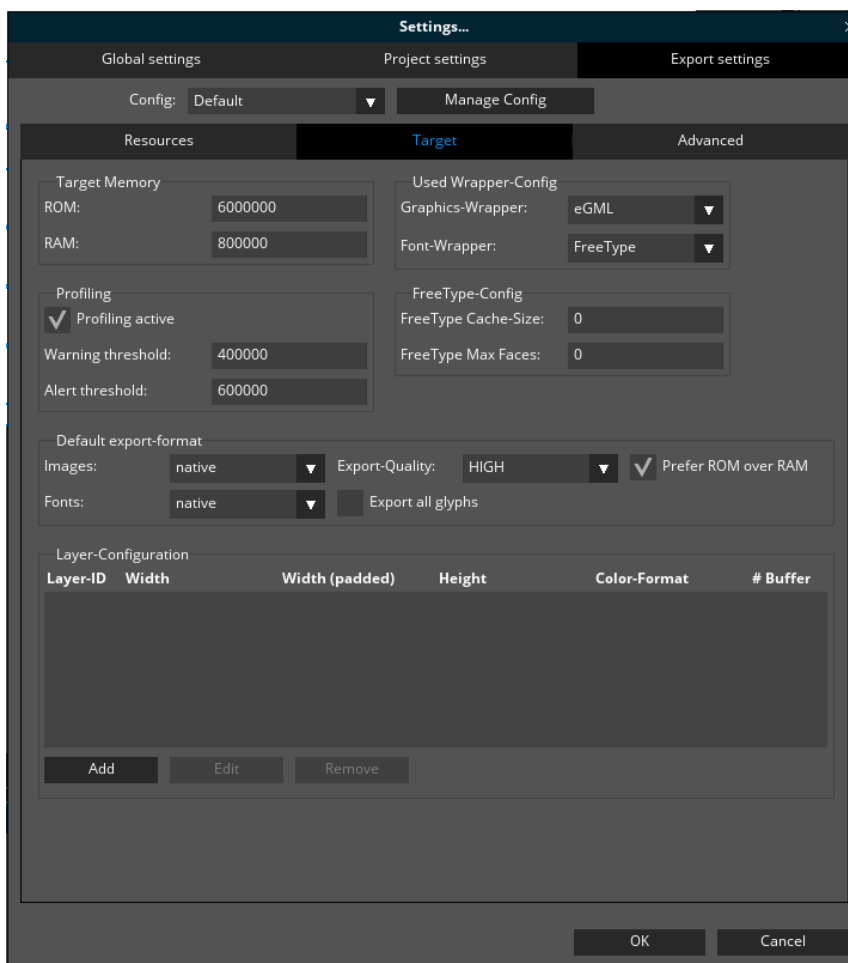 Settings...
Global settings Project settings Export settings
Config: Default Manage Config
Resources Target Advanced
Target Memory
ROM: 6000000
RAM: 800000
Used Wrapper-Config
Graphics-Wrapper: eGML
Font-Wrapper: FreeType
Profiling
Profiling active
Warning threshold: 400000
Alert threshold: 600000
FreeType-Config
FreeType Cache-Size: 0
FreeType Max Faces: 0
Default export-format
Images: native Export-Quality: HIGH Prefer ROM over RAM
Fonts: native Export all glyphs
Layer-Configuration
Layer-ID Width Width (padded) Height Color-Format # Buffer
Add Edit Remove
OK Cancel